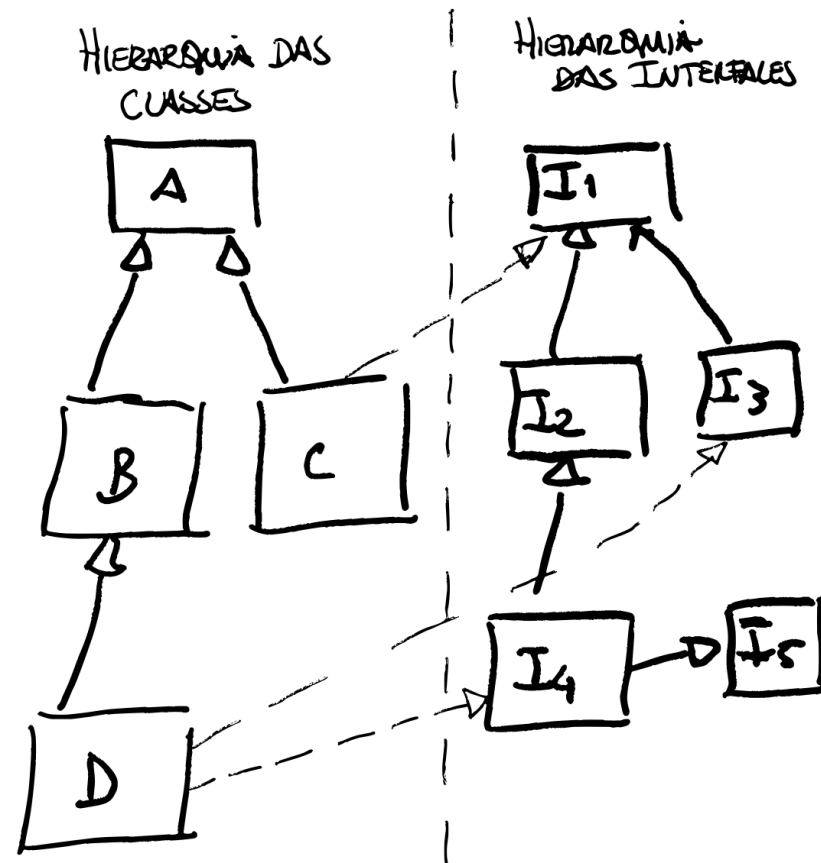 HIERARQUIA DAS
CLASSES
HIERARQUIA
DAS INTERFACES
A
I1
B
C
I2
I3
D
I4
I5